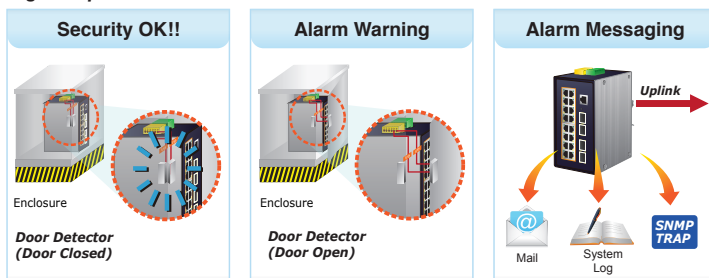 Security OK!!
Enclosure
Door Detector
(Door Closed)
Alarm Warning
Enclosure
Door Detector
(Door Open)
Alarm Messaging
Uplink
Mail
System
Log
SNMP
TRAP